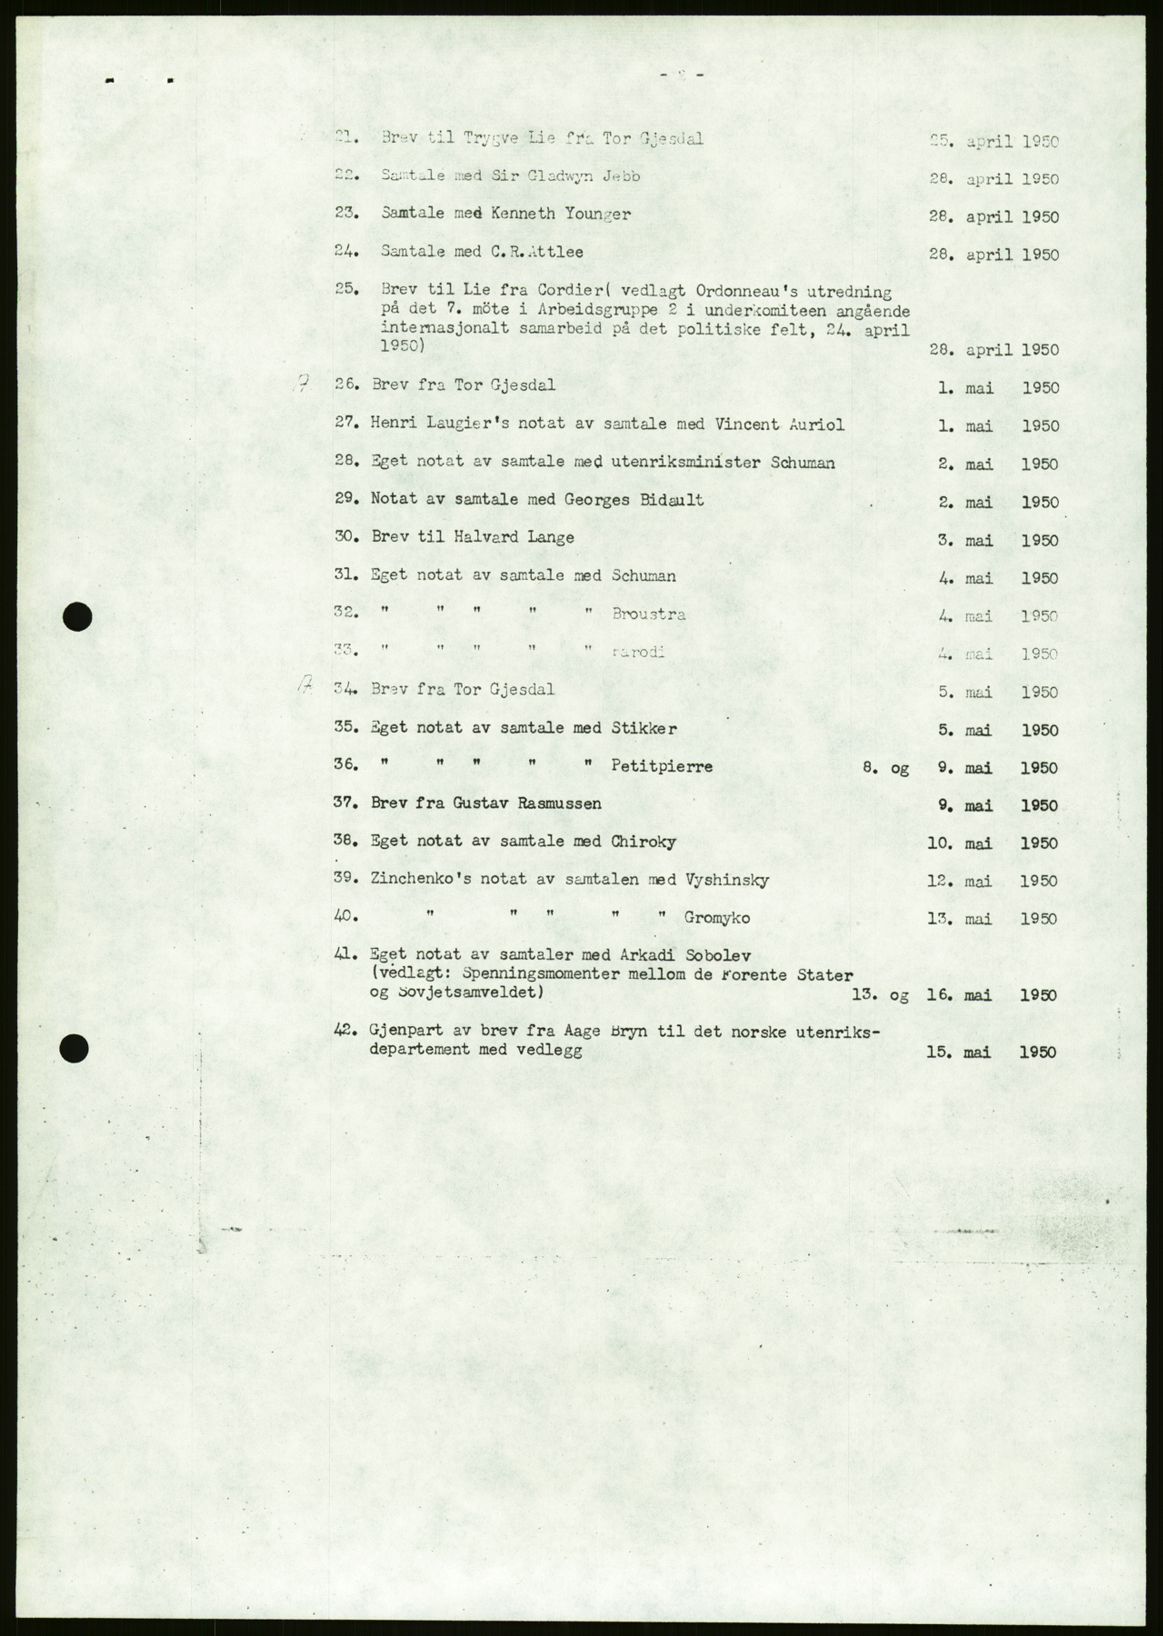 - 2 -
21. Brev til Trygve Lie fra Tor Gjesdal 25. april 1950
22. Samtale med Sir Gladwyn Jebb 28. april 1950
23. Samtale med Kenneth Younger 28. april 1950
24. Samtale med C.R.Attlee 28. april 1950
25. Brev til Lie fra Cordier( vedlagt Ordonneau's utredning
på det 7. möte i Arbeidsgruppe 2 i underkomiteen angående
internasjonalt samarbeid på det politiske felt, 24. april
1950) 28. april 1950
26. Brev fra Tor Gjesdal 1. mai 1950
27. Henri Laugier's notat av samtale med Vincent Auriol 1. mai 1950
28. Eget notat av samtale med utenriksminister Schuman 2. mai 1950
29. Notat av samtale med Georges Bidault 2. mai 1950
30. Brev til Halvard Lange 3. mai 1950
31. Eget notat av samtale med Schuman 4. mai 1950
32. " " " " " Broustra 4. mai 1950
33. " " " " " Parodi 4. mai 1950
34. Brev fra Tor Gjesdal 5. mai 1950
35. Eget notat av samtale med Stikker 5. mai 1950
36. " " " " " Petitpierre 8. og 9. mai 1950
37. Brev fra Gustav Rasmussen 9. mai 1950
38. Eget notat av samtale med Chiroky 10. mai 1950
39. Zinchenko's notat av samtalen med Vyshinsky 12. mai 1950
40. " " " " " Gromyko 13. mai 1950
41. Eget notat av samtaler med Arkadi Sobolev
(vedlagt: Spenningsmomenter mellom de Forente Stater
og Sovjetsamveldet) 13. og 16. mai 1950
42. Gjenpart av brev fra Aage Bryn til det norske utenriks-
departement med vedlegg 15. mai 1950